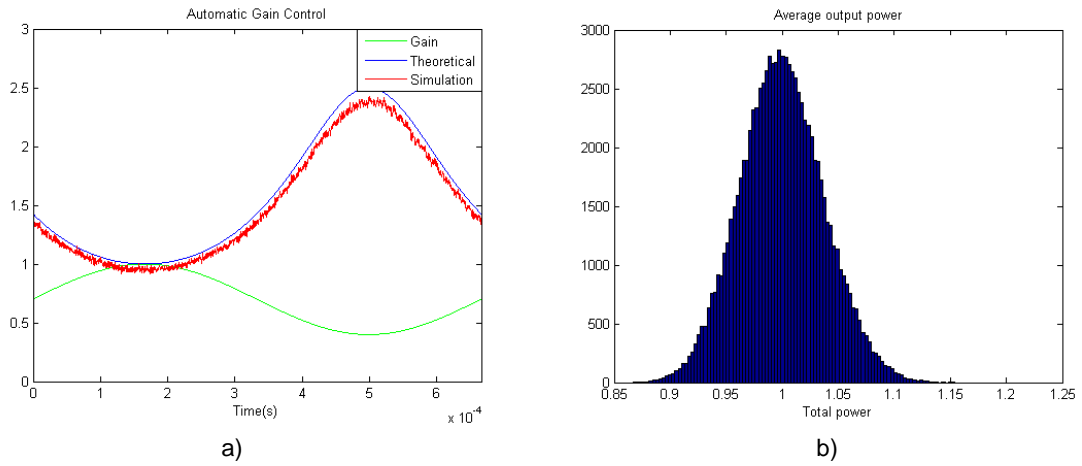 Automatic Gain Control
3
2.5
2
1.5
1
0.5
0
Gain
Theoretical
Simulation
0 1 2 3 4 5 6
Time(s)
x 10⁻⁴
a)
Average output power
3000
2500
2000
1500
1000
500
0
0.85 0.9 0.95 1 1.05 1.1 1.15 1.2 1.25
Total power
b)